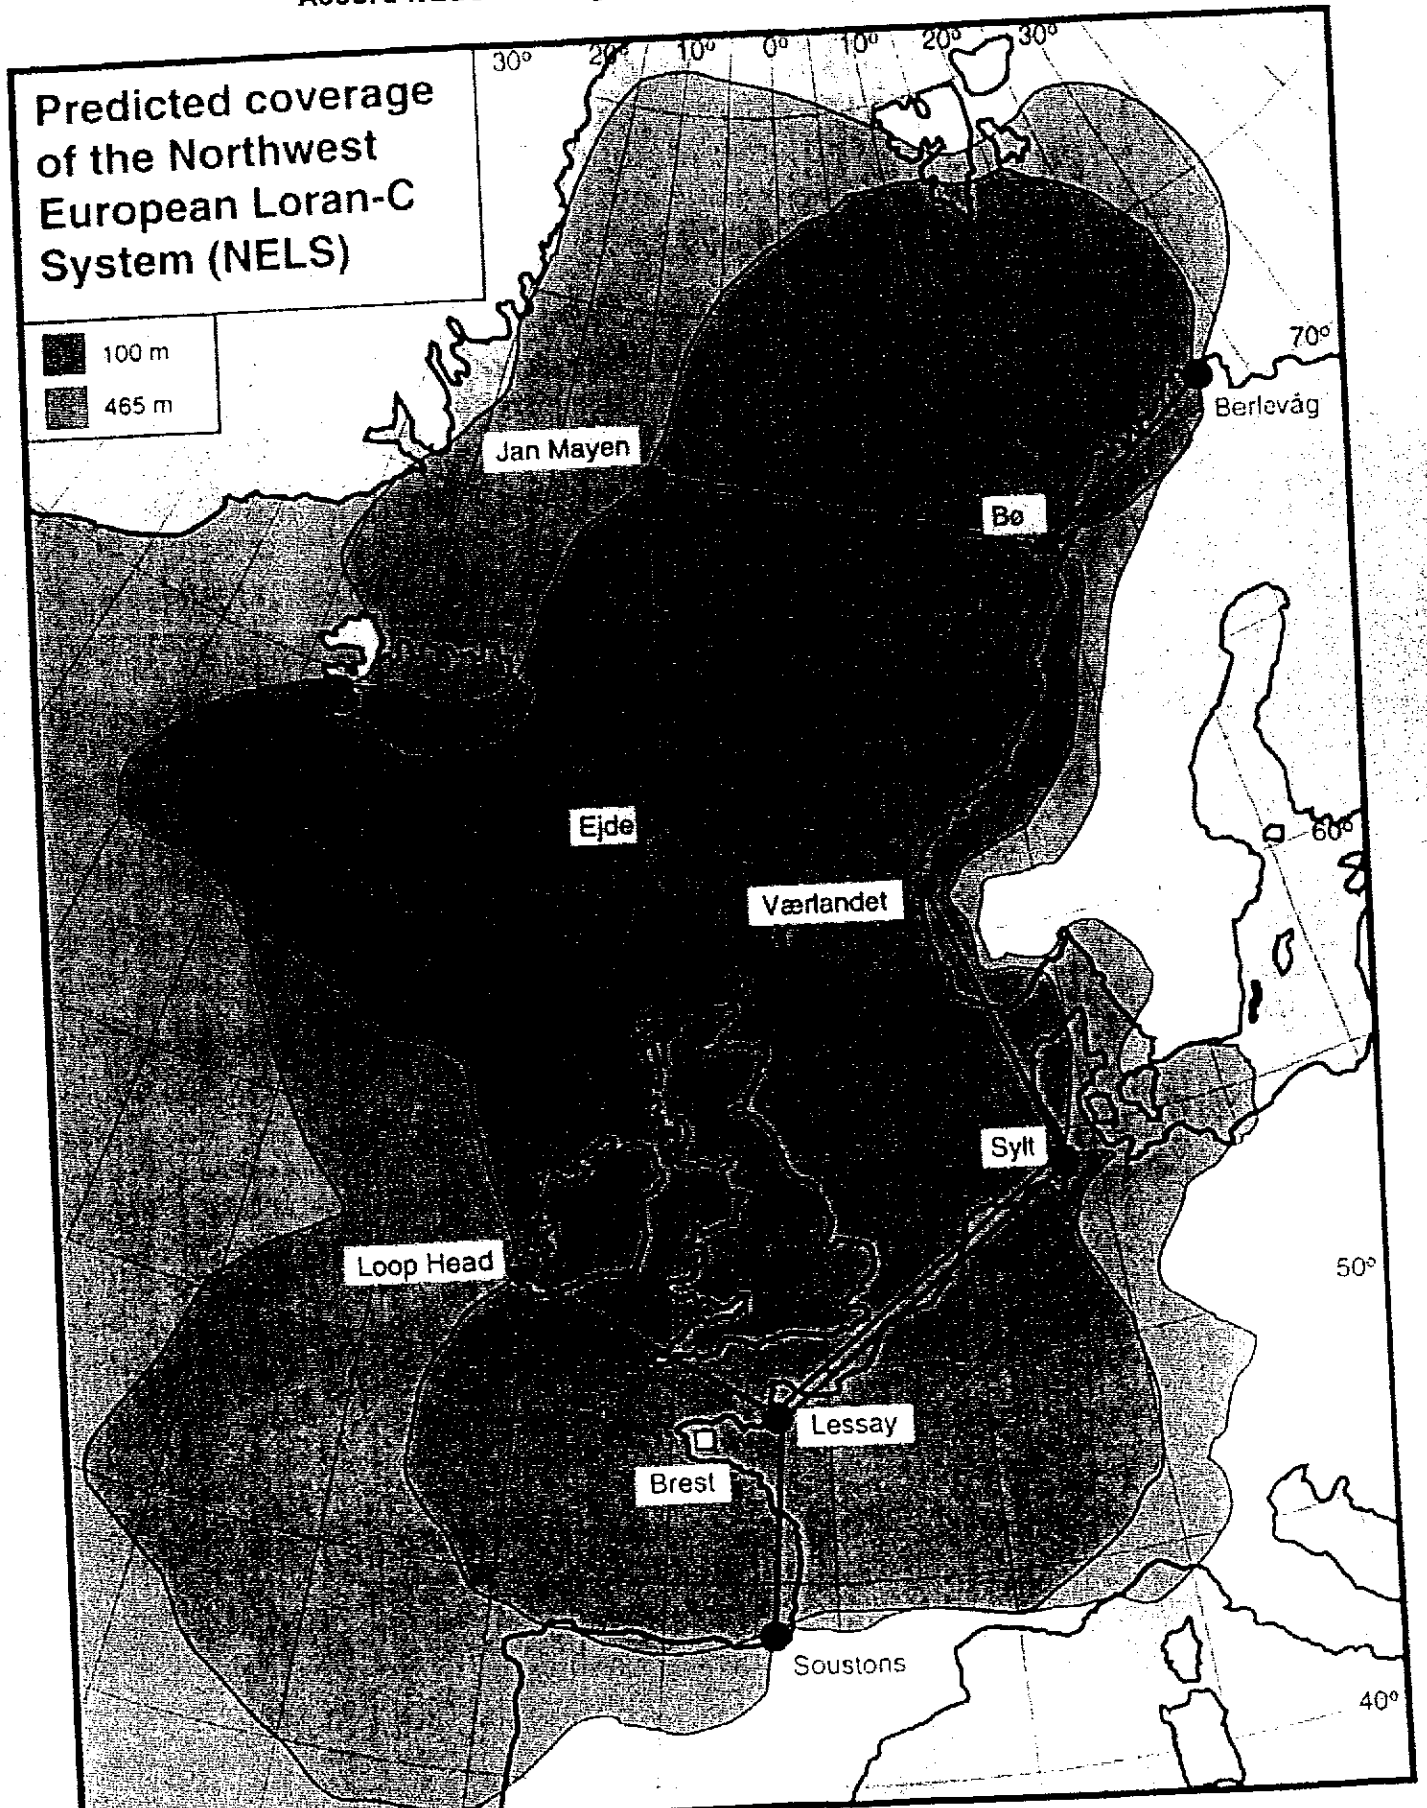 30° 20° 10° 0° 10° 20° 30°
Predicted coverage
of the Northwest
European Loran-C
System (NELS)
100 m
465 m
70°
Berlevåg
Jan Mayen
Bø
Ejde
60°
Værlandet
Sylt
Loop Head
50°
Lessay
Brest
Soustons
40°